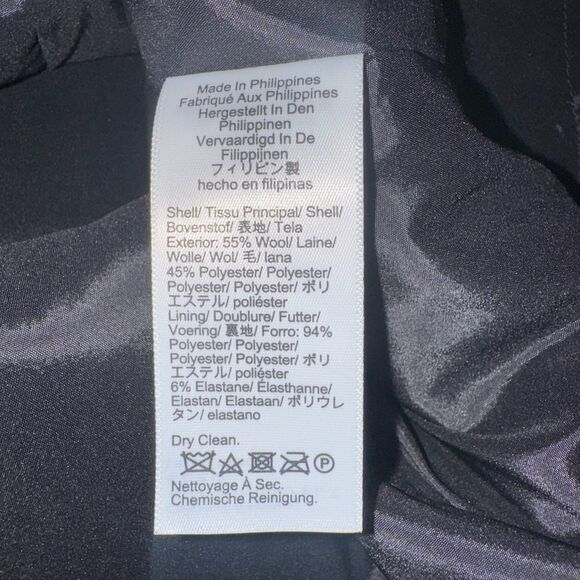 Made In Philippines
Fabriqué Aux Philippines
Hergestellt In Den
Philippinen
Vervaardigd In De
Filippijnen
フィリピン製
hecho en filipinas
Shell/ Tissu Principal/ Shell/
Bovenstof/ 表地/ Tela
Exterior: 55% Wool/ Laine/
Wolle/ Wol/ 毛/ lana
45% Polyester/ Polyester/
Polyester/ Polyester/ ポリ
エステル/ poliéster
Lining/ Doublure/ Futter/
Voering/ 裏地/ Forro: 94%
Polyester/ Polyester/
Polyester/ Polyester/ ポリ
エステル/ poliéster
6% Elastane/ Élasthanne/
Elastan/ Elastaan/ ポリウレ
タン/ elastano
Dry Clean.
P
Nettoyage À Sec.
Chemische Reinigung.